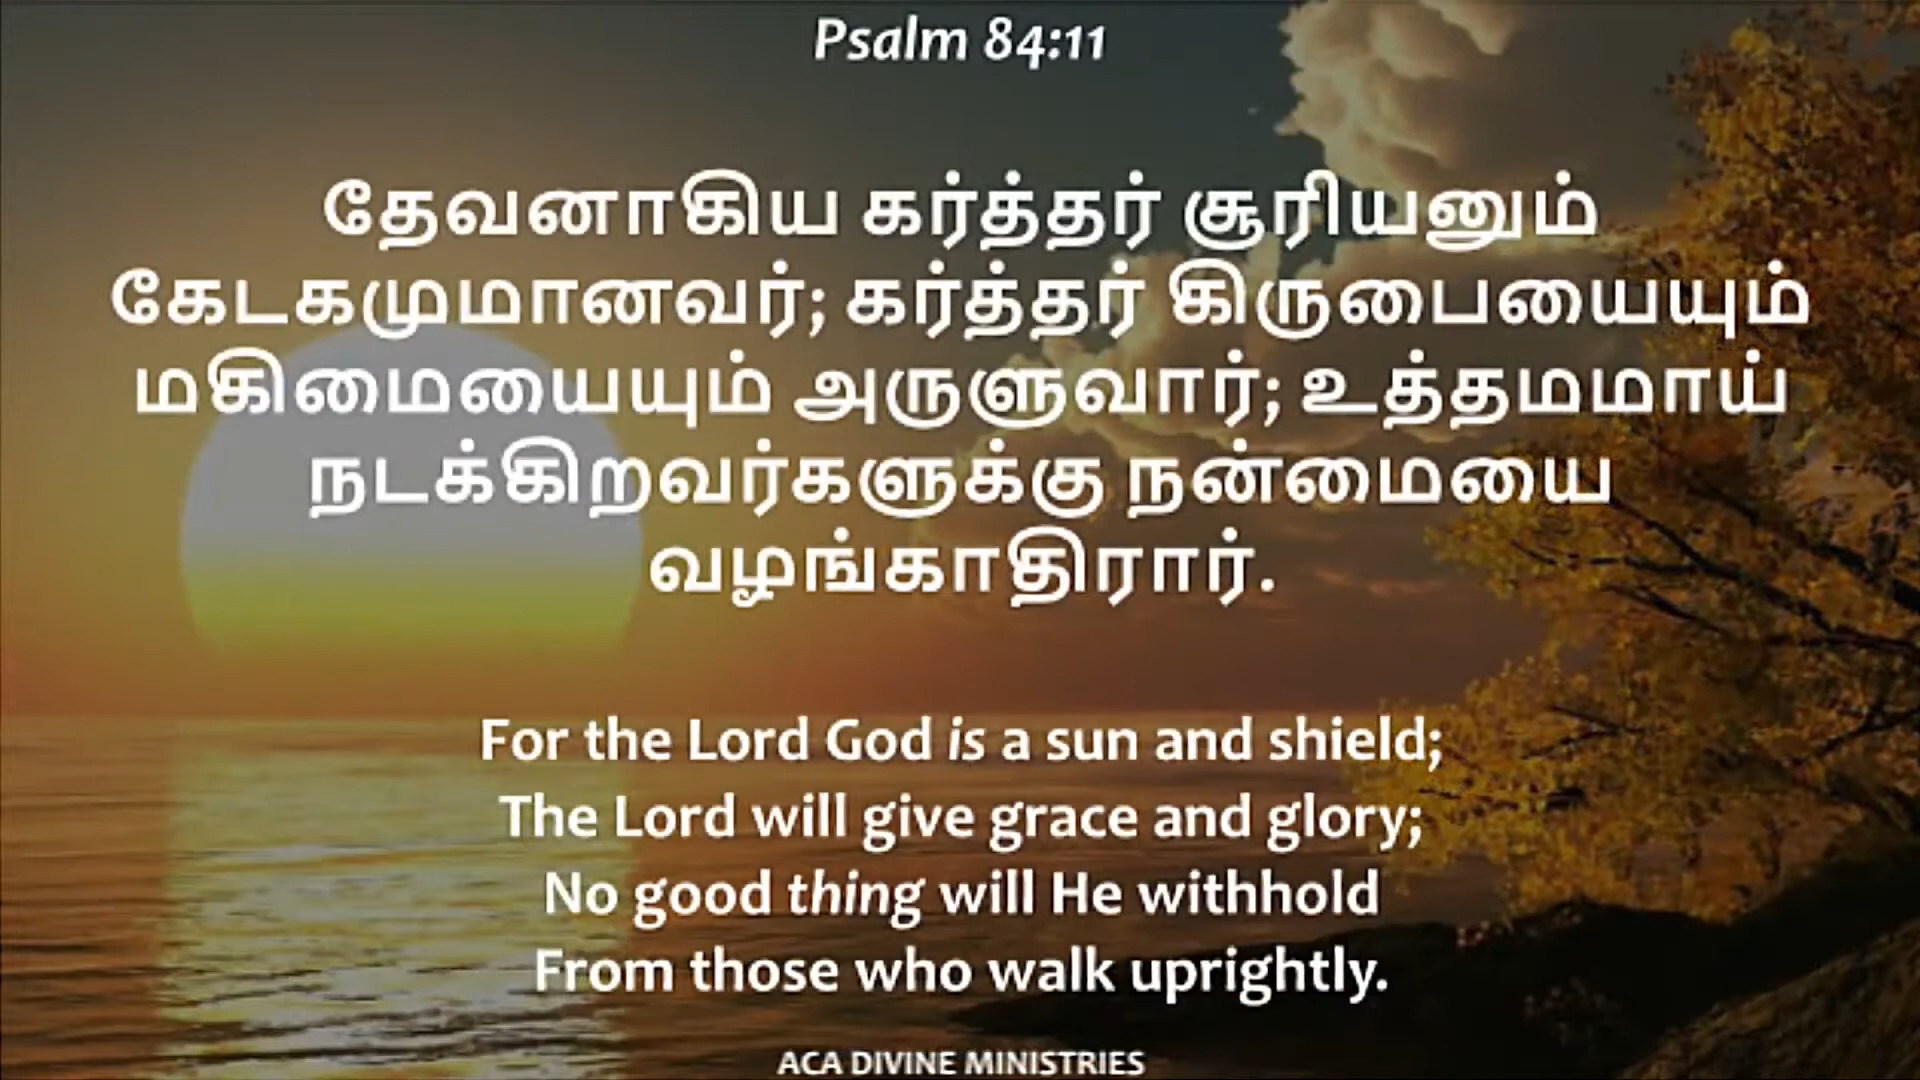 Psalm 84:11
தேவனாகிய கர்த்தர் சூரியனும்
கேடகமுமானவர்; கர்த்தர் கிருபையையும்
மகிமையையும் அருளுவார்; உத்தமமாய்
நடக்கிறவர்களுக்கு நன்மையை
வழங்காதிரார்.
For the Lord God is a sun and shield;
The Lord will give grace and glory;
No good thing will He withhold
From those who walk uprightly.
ACA DIVINE MINISTRIES